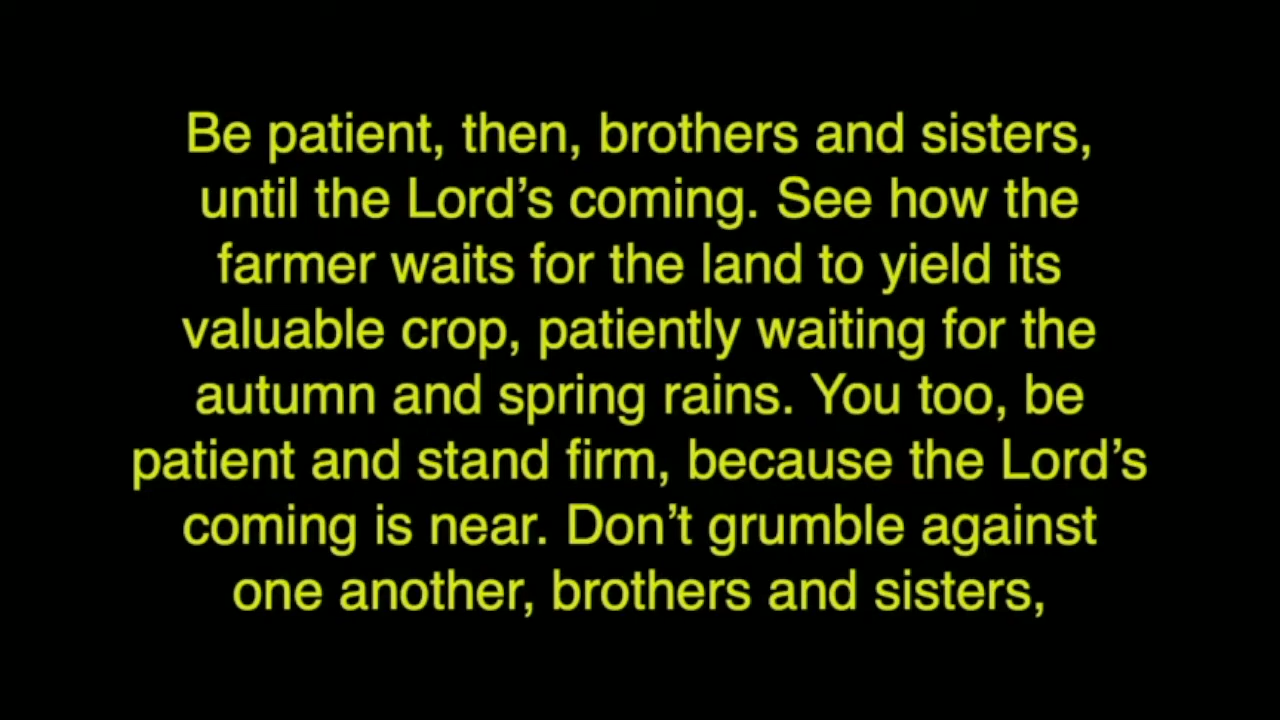 Be patient, then, brothers and sisters,
until the Lord’s coming. See how the
farmer waits for the land to yield its
valuable crop, patiently waiting for the
autumn and spring rains. You too, be
patient and stand firm, because the Lord’s
coming is near. Don’t grumble against
one another, brothers and sisters,